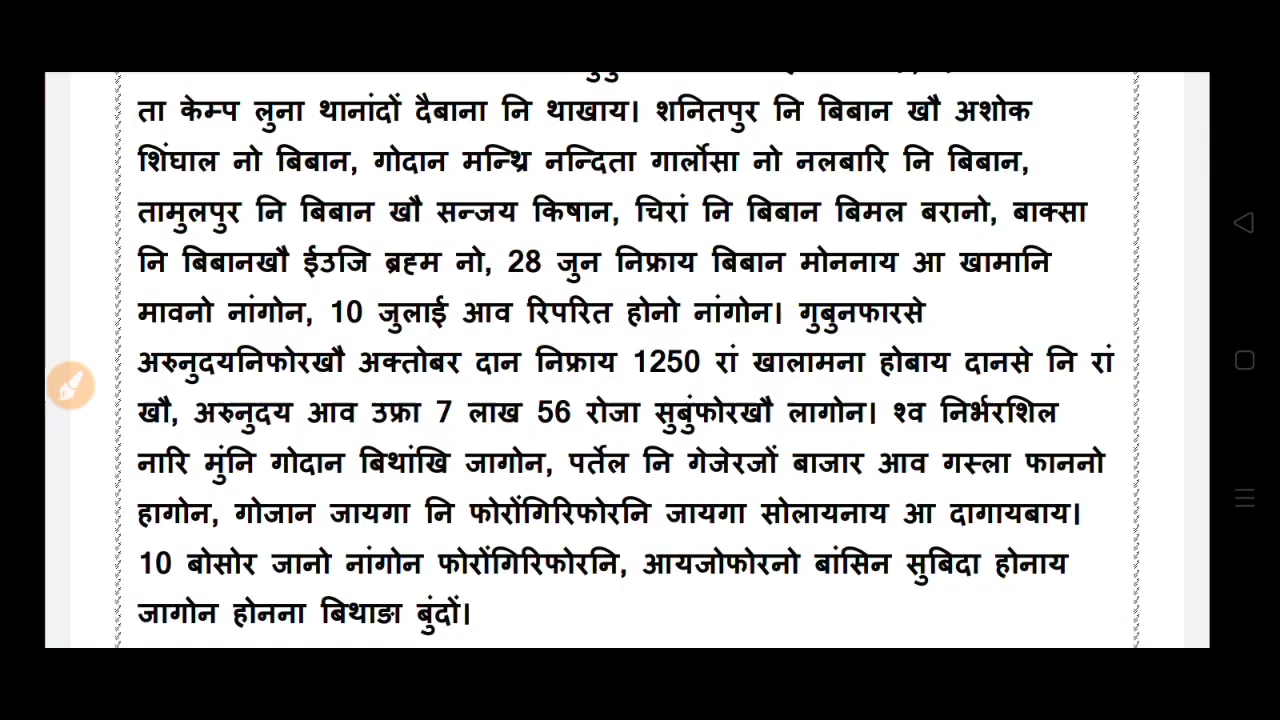 ता केम्प लुना थानांदों दैबाना नि थाखाय। शनितपुर नि बिबान खौ अशोक
शिंघाल नो बिबान, गोदान मन्थ्रि नन्दिता गार्लोसा नो नलबारि नि बिबान,
तामुलपुर नि बिबान खौ सन्जय किषान, चिरां नि बिबान बिमल बरानो, बाक्सा
नि बिबानखौ ईउजि ब्रह्म नो, 28 जुन निफ्राय बिबान मोननाय आ खामानि
मावनो नांगोन, 10 जुलाई आव रिपरित होनो नांगोन। गुबुनफारसे
अरुनुदयनिफोरखौ अक्तोबर दान निफ्राय 1250 रां खालामना होबाय दानसे नि रां
खौ, अरुनुदय आव उफ्रा 7 लाख 56 रोजा सुबुंफोरखौ लागोन। श्व निर्भरशिल
नारि मुंनि गोदान बिथांखि जागोन, पर्तेल नि गेजेरजों बाजार आव गस्ला फाननो
हागोन, गोजान जायगा नि फोरोंगिरिफोरनि जायगा सोलायनाय आ दागायबाय।
10 बोसोर जानो नांगोन फोरोंगिरिफोरनि, आयजोफोरनो बांसिन सुबिदा होनाय
जागोन होनना बिथाङा बुंदों।